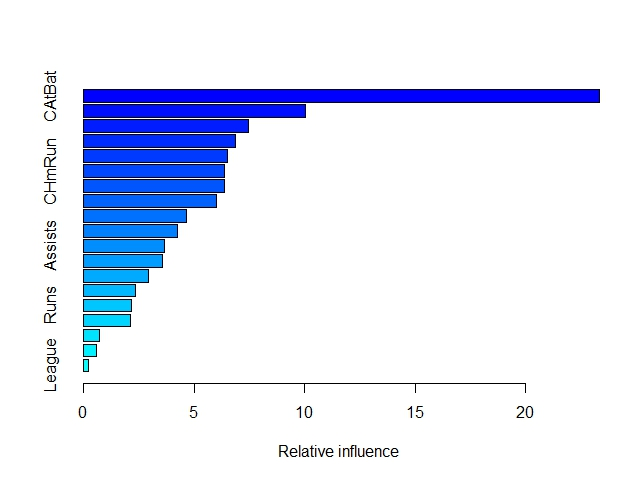 CAtBat
CHmRun
Assists
Runs
League
0 5 10 15 20
Relative influence